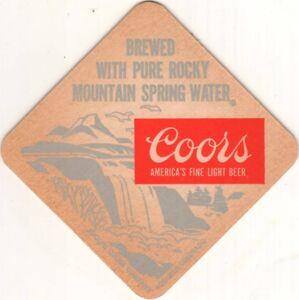 BREWED
WITH PURE ROCKY
MOUNTAIN SPRING WATER®
Coors
AMERICA'S FINE LIGHT BEER